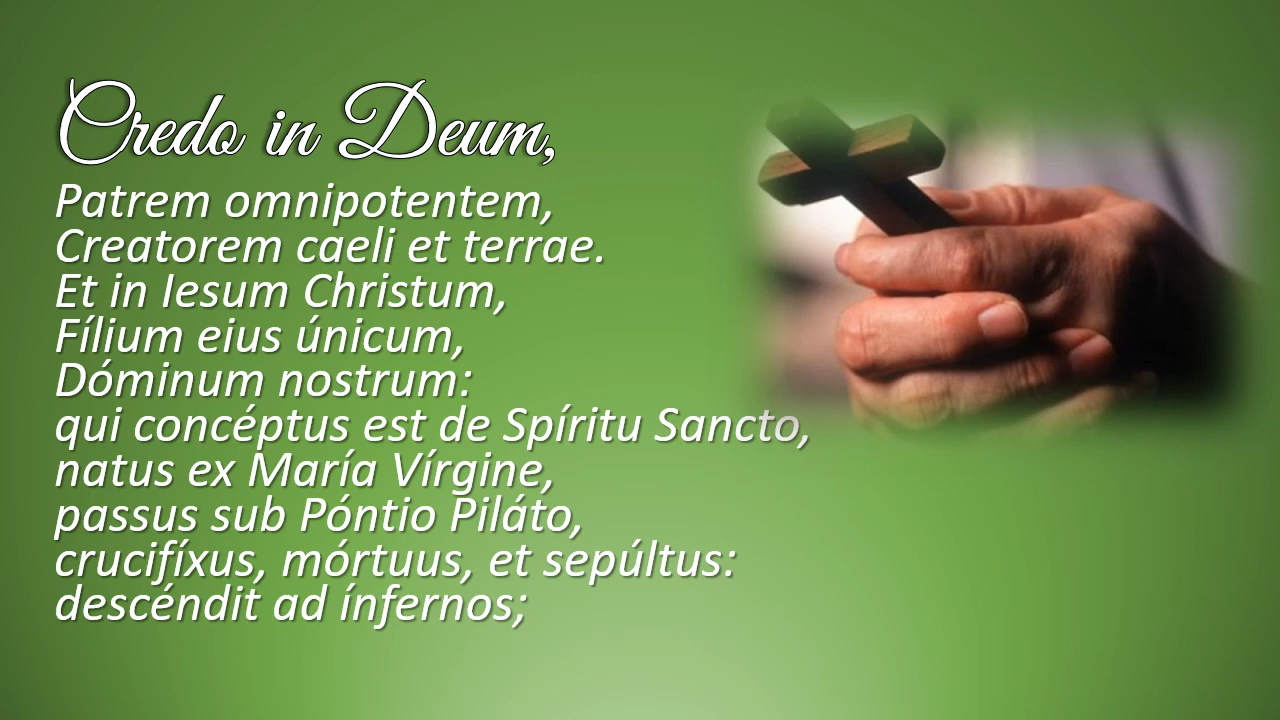 Credo in Deum,
Patrem omnipotentem,
Creatorem caeli et terrae.
Et in Iesum Christum,
Fílium eius únicum,
Dóminum nostrum:
qui concéptus est de Spíritu Sancto,
natus ex María Vírgine,
passus sub Póntio Piláto,
crucifíxus, mórtuus, et sepúltus:
descéndit ad ínfernos;